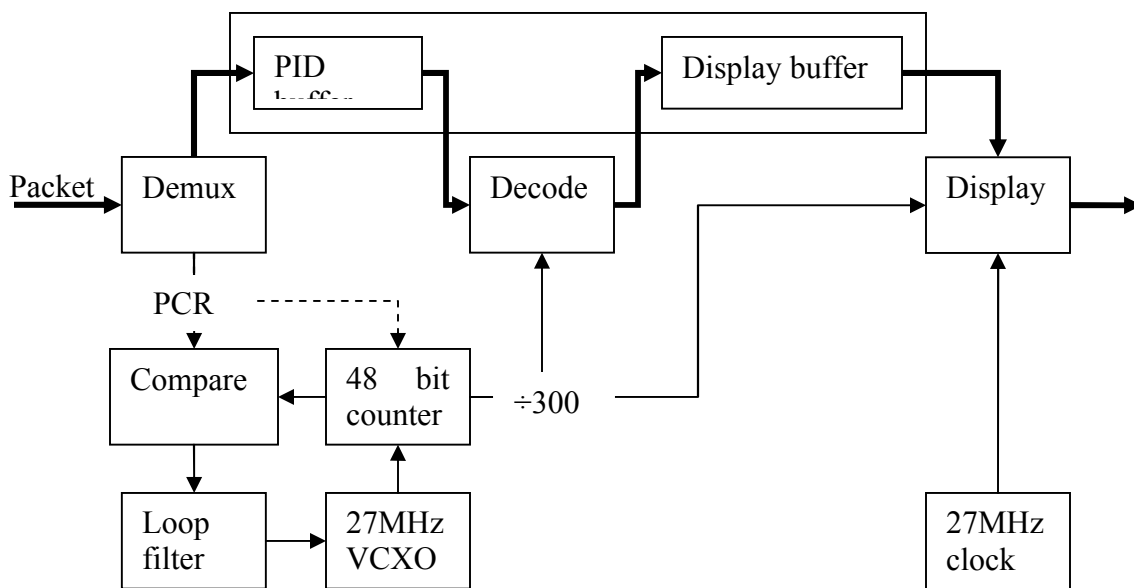 PID
Display buffer
Packet
Demux
Decode
Display
PCR
Compare
48 bit
counter
÷300
Loop
filter
27MHz
VCXO
27MHz
clock